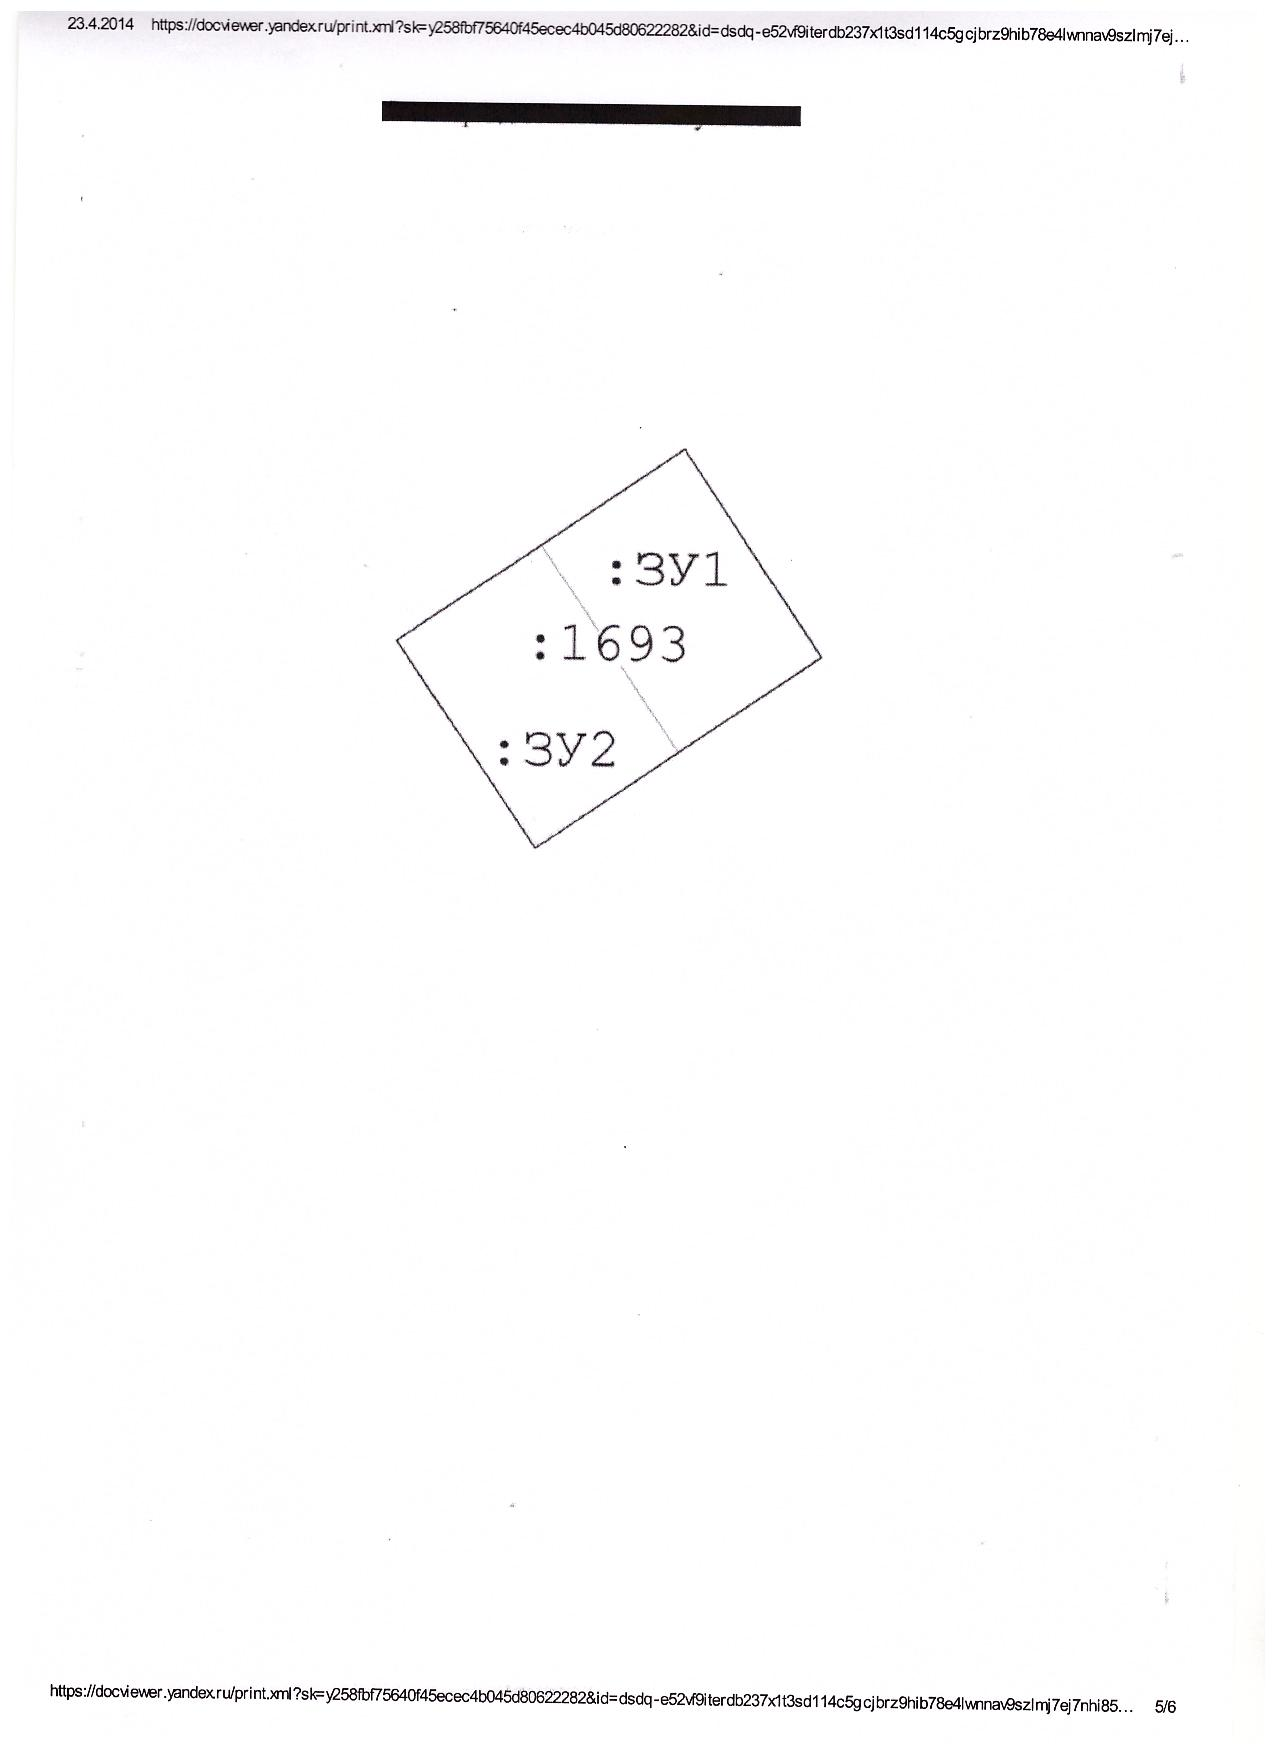 23.4.2014 https://docviewer.yandex.ru/print.xml?sk=y258fbf75640f45ecec4b045d80622282&id=dsdq-e52vf9iterdb237x1t3sd114c5gcjbrz9hib78e4lwnnav9szlmj7ej...
:ЗУ1
:1693
:ЗУ2
https://docviewer.yandex.ru/print.xml?sk=y258fbf75640f45ecec4b045d80622282&id=dsdq-e52vf9iterdb237x1t3sd114c5gcjbrz9hib78e4lwnnav9szlmj7ej7nhi85... 5/6